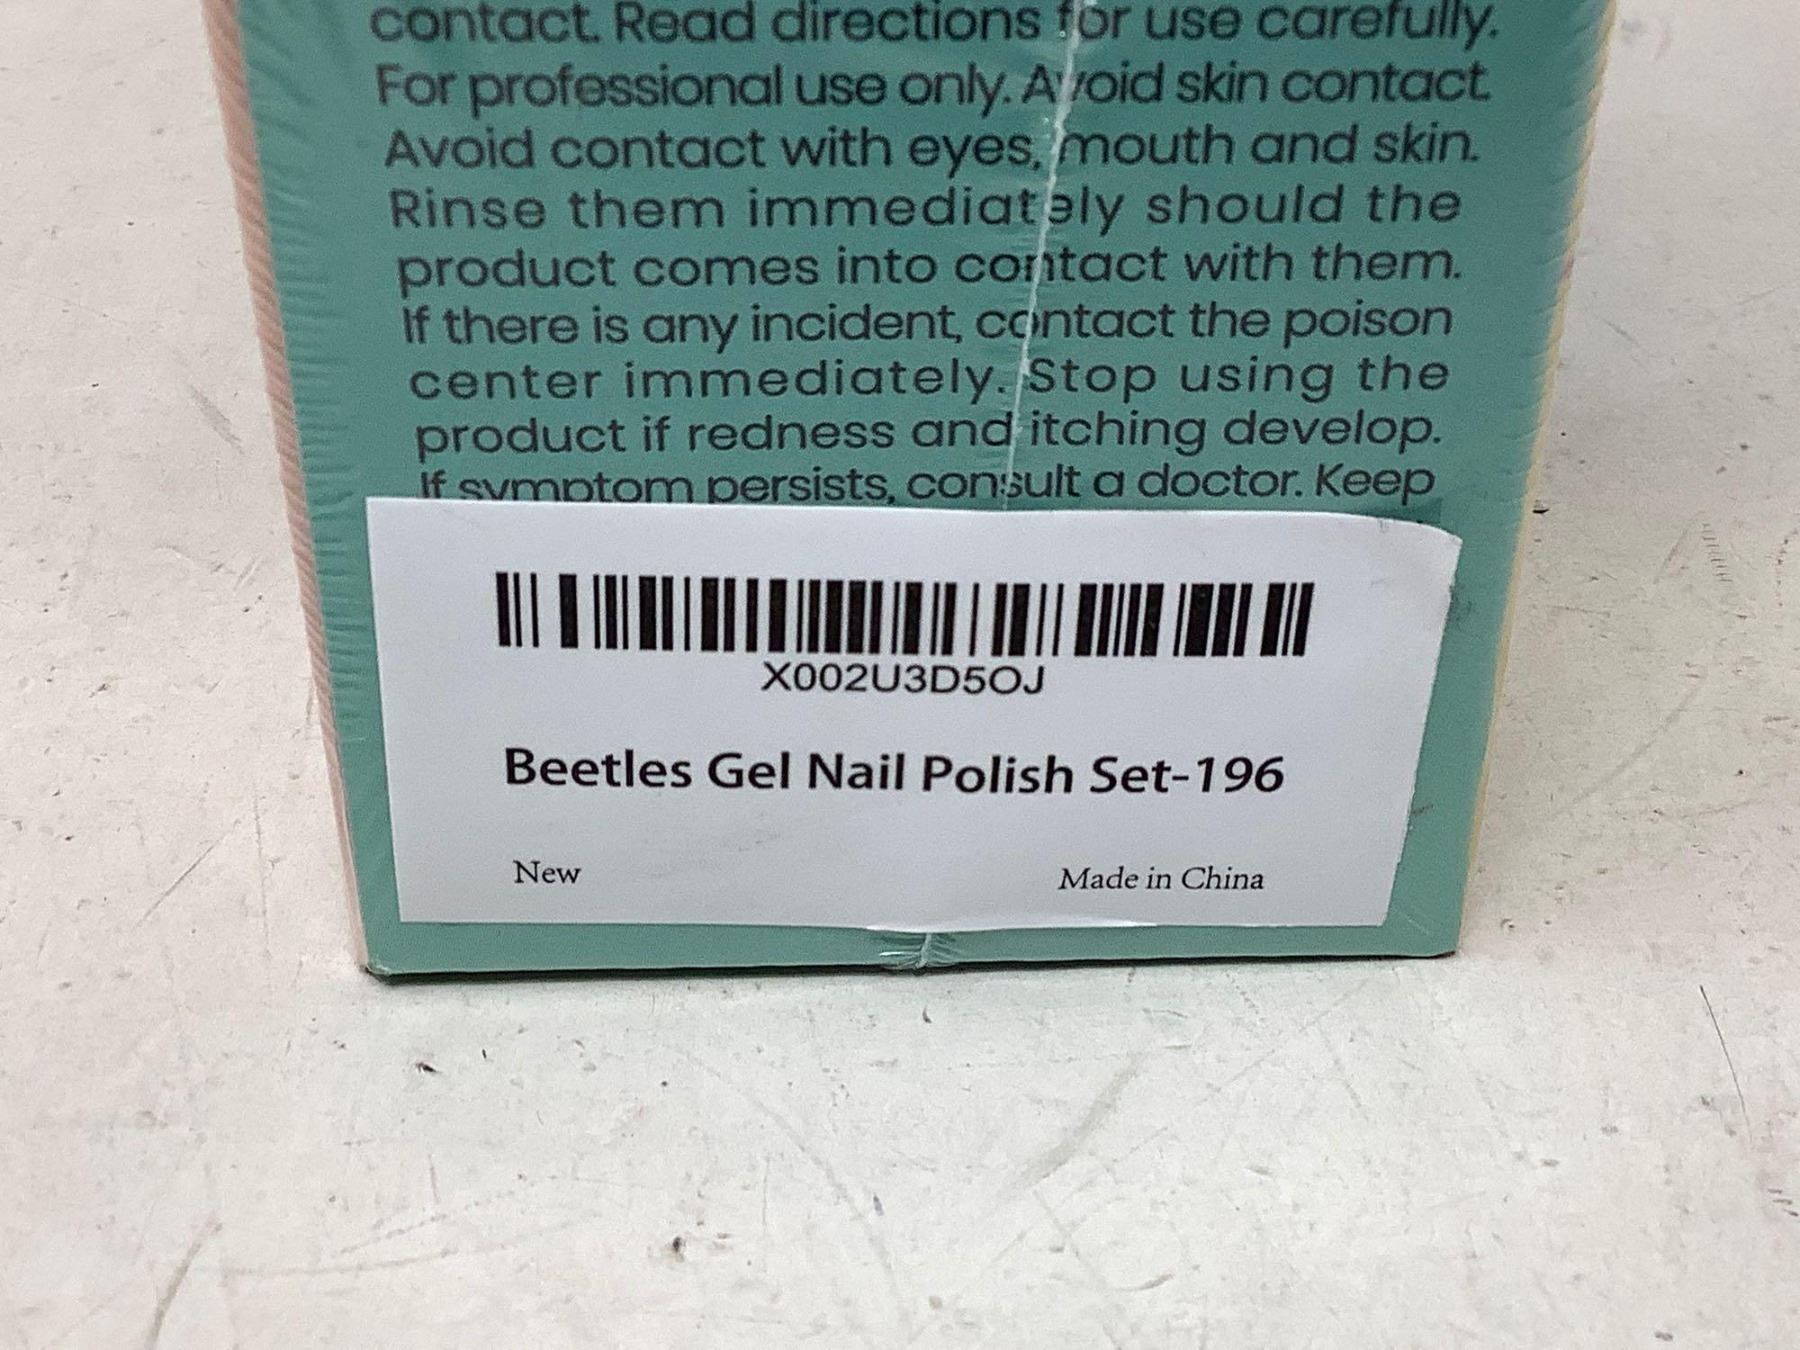 contact. Read directions for use carefully.
For professional use only. Avoid skin contact.
Avoid contact with eyes, mouth and skin.
Rinse them immediately should the
product comes into contact with them.
If there is any incident, contact the poison
center immediately. Stop using the
product if redness and itching develop.
If symptom persists, consult a doctor. Keep
X002U3D5OJ
Beetles Gel Nail Polish Set-196
New
Made in China